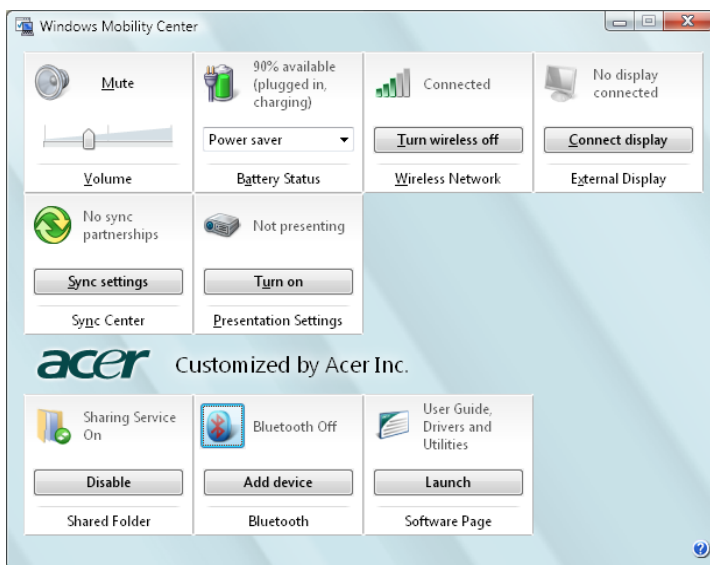 Windows Mobility Center
Mute
Volume
90% available
(plugged in,
charging)
Power saver
Battery Status
Connected
Turn wireless off
Wireless Network
No display
connected
Connect display
External Display
No sync
partnerships
Sync settings
Sync Center
Not presenting
Turn on
Presentation Settings
acer Customized by Acer Inc.
Sharing Service
On
Disable
Shared Folder
Bluetooth Off
Add device
Bluetooth
User Guide,
Drivers and
Utilities
Launch
Software Page